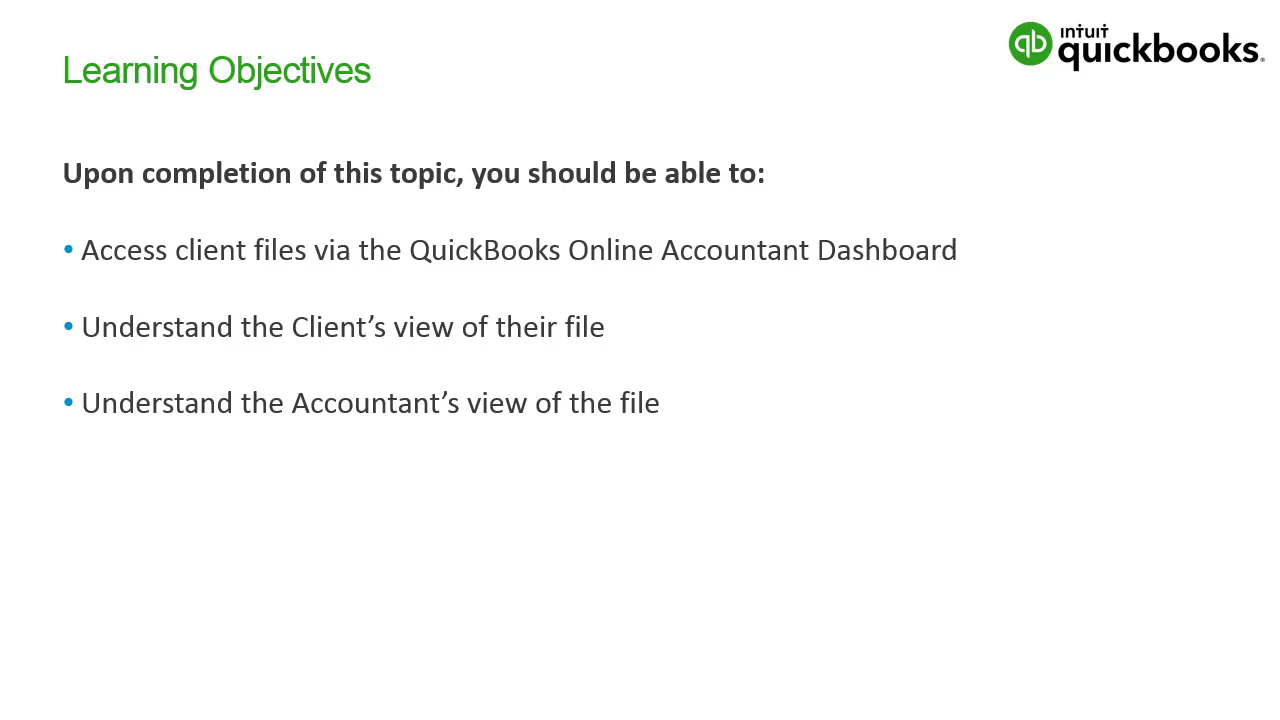 Learning Objectives
qb intuit quickbooks®
Upon completion of this topic, you should be able to:
• Access client files via the QuickBooks Online Accountant Dashboard
• Understand the Client’s view of their file
• Understand the Accountant’s view of the file